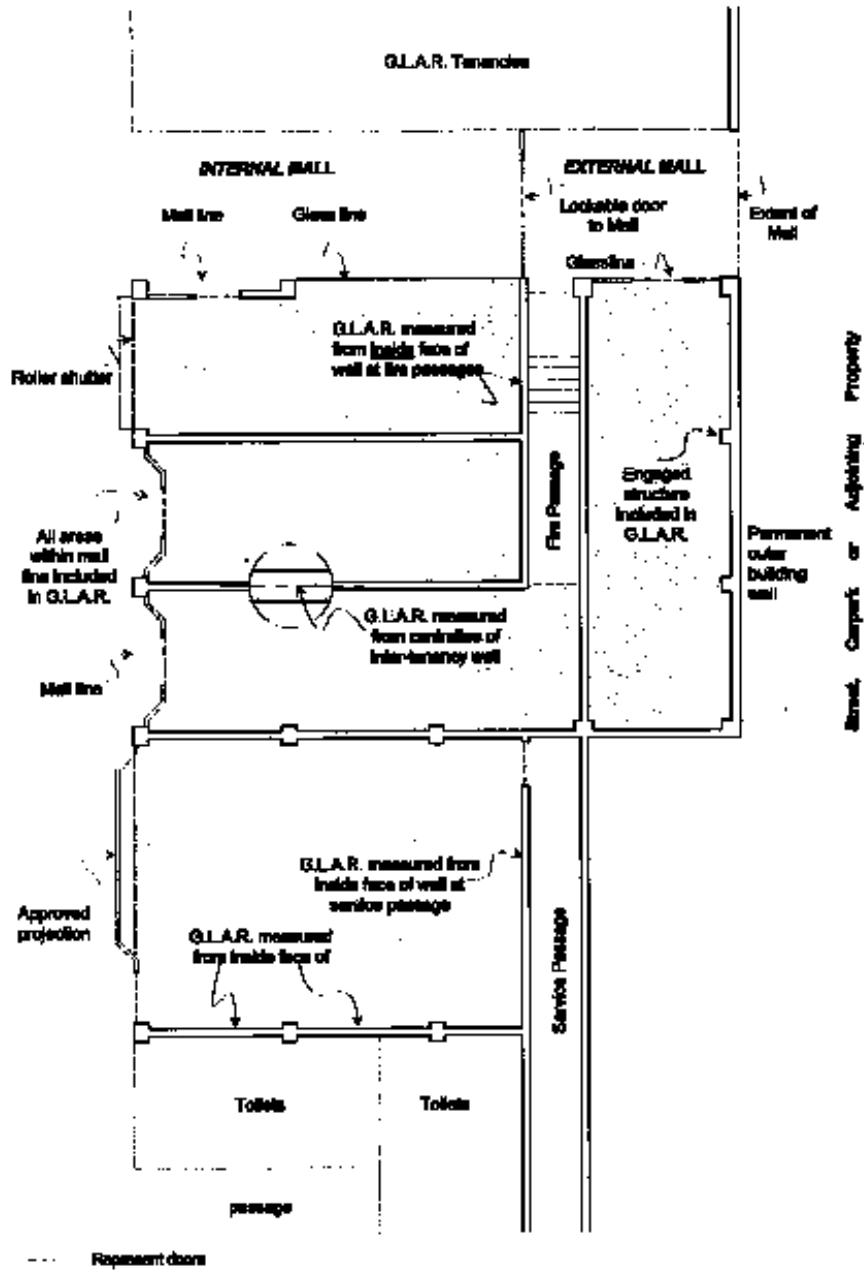 G.L.A.R. Tenancies
INTERNAL MALL
EXTERNAL MALL
Mall line
Glass line
Lockable door
to Mall
Extent of
Mall
Glassline
G.L.A.R. measured
from inside face of
wall at fire passages
Roller shutter
Fire Passage
Engaged
structure
included in
G.L.A.R.
Permanent
outer
building
wall
Street, Carpark or Adjoining Property
All areas
within mall
line included
in G.L.A.R.
G.L.A.R. measured
from centreline of
inter-tenancy wall
Mall line
G.L.A.R. measured from
inside face of wall at
service passage
Approved
projection
G.L.A.R. measured
from inside face of
Service Passage
Toilets
Toilets
passage
Represent doors